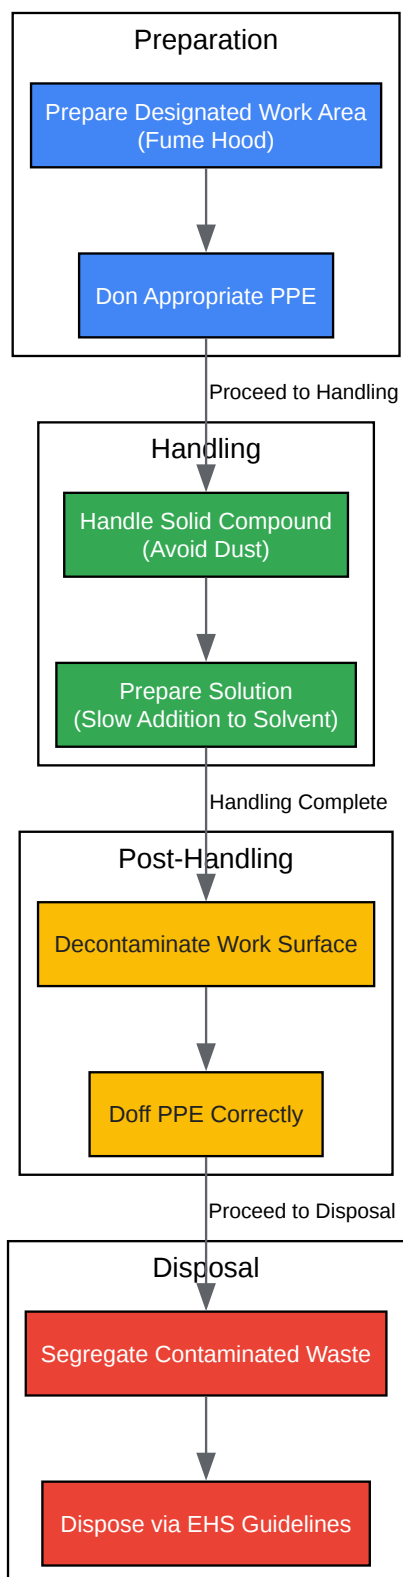 Preparation
Prepare Designated Work Area
(Fume Hood)
Don Appropriate PPE
Proceed to Handling
Handling
Handle Solid Compound
(Avoid Dust)
Prepare Solution
(Slow Addition to Solvent)
Handling Complete
Post-Handling
Decontaminate Work Surface
Doff PPE Correctly
Proceed to Disposal
Disposal
Segregate Contaminated Waste
Dispose via EHS Guidelines